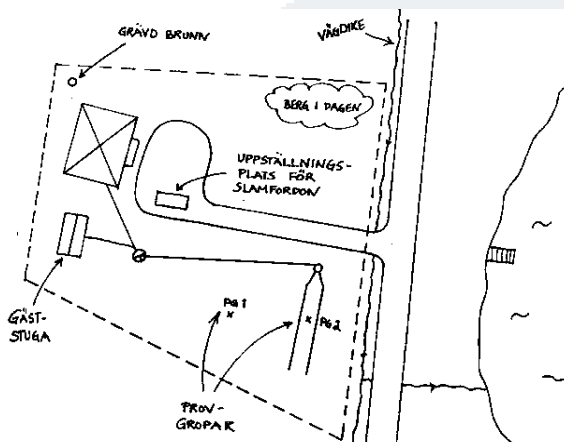 GRÄVD BRUNN
VÄGDIKE
BERG I DAGEN
UPPSTÄLLNINGS-
PLATS FÖR
SLAMFORDON
GÄST-
STUGA
PG1
PG2
PROV-
GROPAR